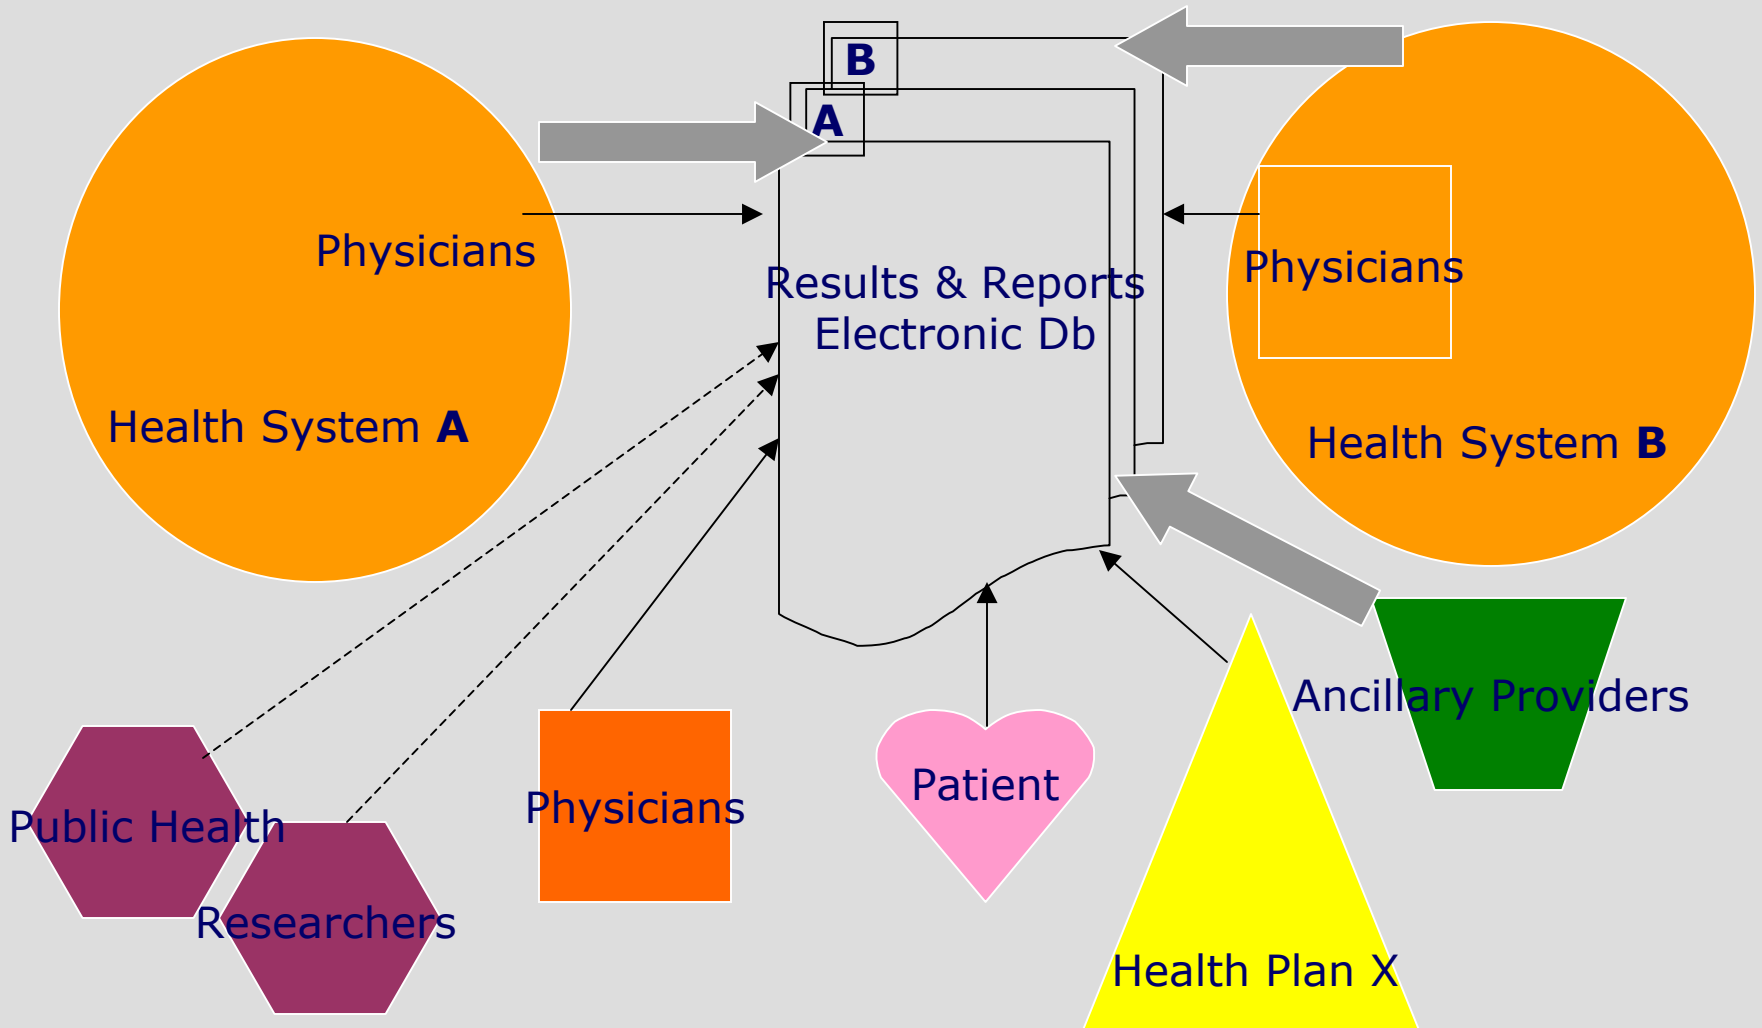 B
A
Physicians
Physicians
Results & Reports
Electronic Db
Health System A
Health System B
Ancillary Providers
Patient
Physicians
Public Health
Researchers
Health Plan X